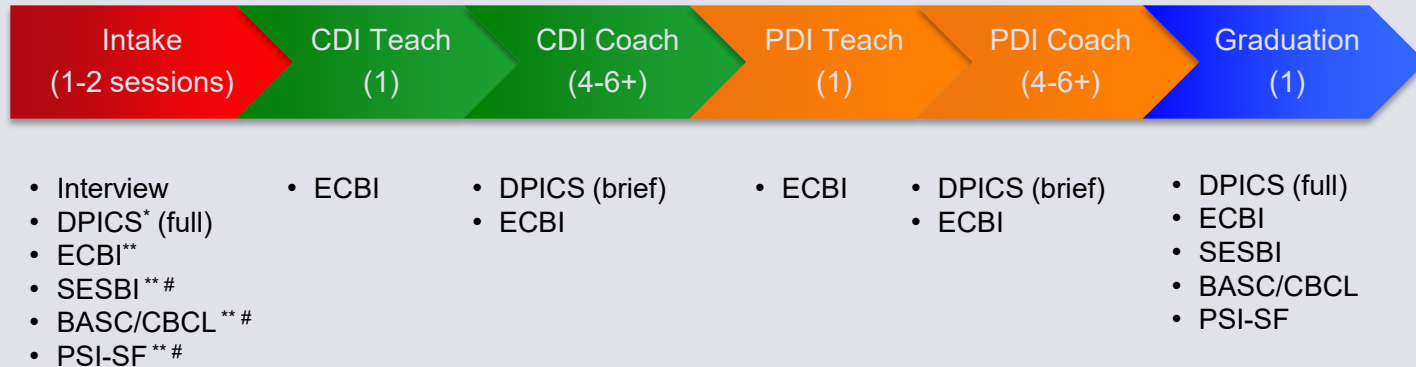 Intake
(1-2 sessions)
CDI Teach
(1)
CDI Coach
(4-6+)
PDI Teach
(1)
PDI Coach
(4-6+)
Graduation
(1)
• Interview
• DPICS* (full)
• ECBI**
• SESBI ** #
• BASC/CBCL ** #
• PSI-SF ** #
• ECBI
• DPICS (brief)
• ECBI
• ECBI
• DPICS (brief)
• ECBI
• DPICS (full)
• ECBI
• SESBI
• BASC/CBCL
• PSI-SF